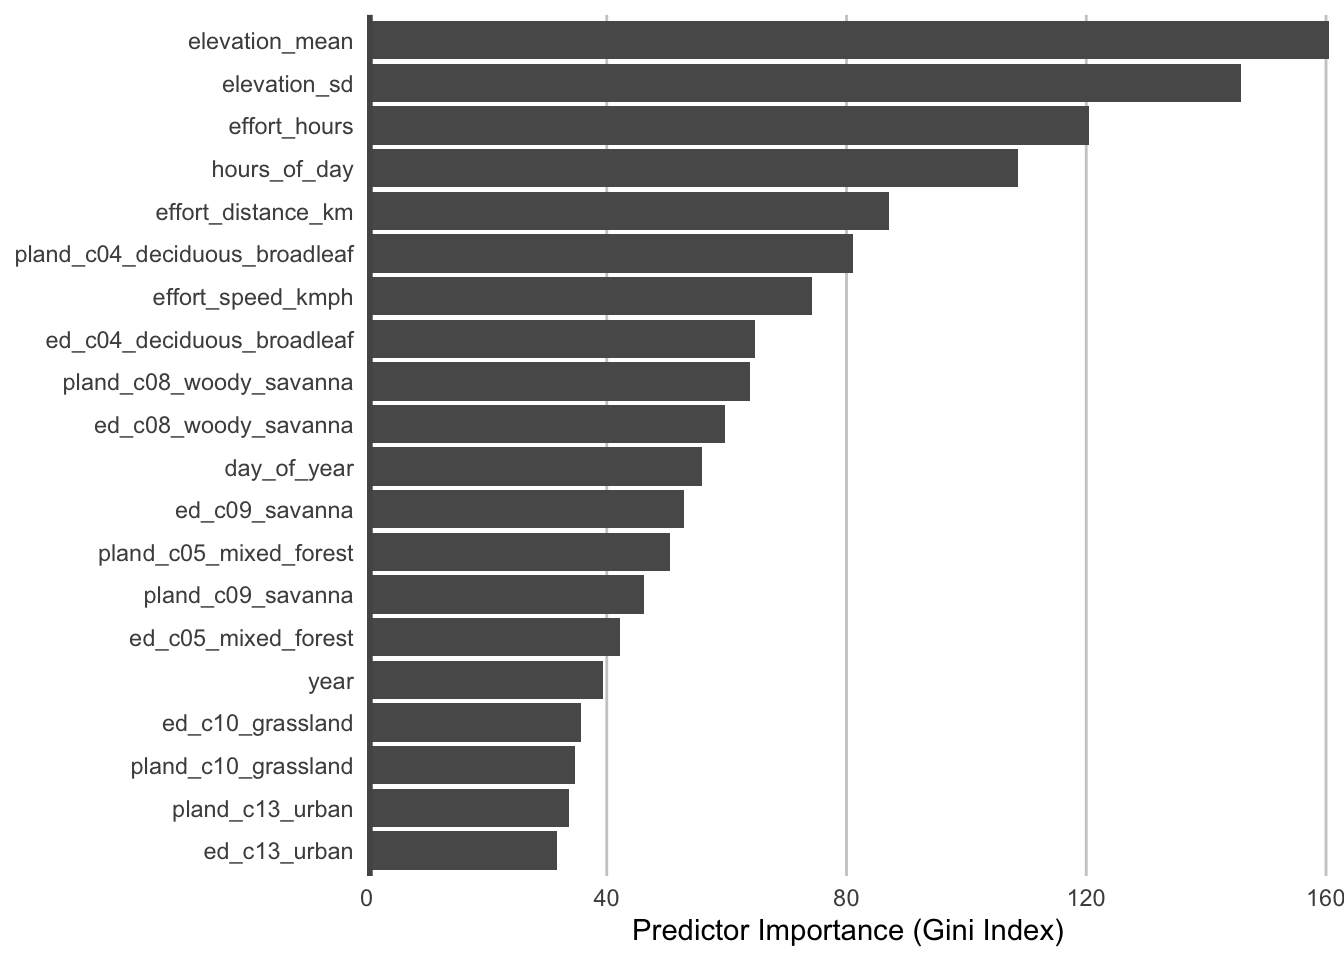 elevation_mean
elevation_sd
effort_hours
hours_of_day
effort_distance_km
pland_c04_deciduous_broadleaf
effort_speed_kmph
ed_c04_deciduous_broadleaf
pland_c08_woody_savanna
ed_c08_woody_savanna
day_of_year
ed_c09_savanna
pland_c05_mixed_forest
pland_c09_savanna
ed_c05_mixed_forest
year
ed_c10_grassland
pland_c10_grassland
pland_c13_urban
ed_c13_urban
0 40 80 120 160
Predictor Importance (Gini Index)